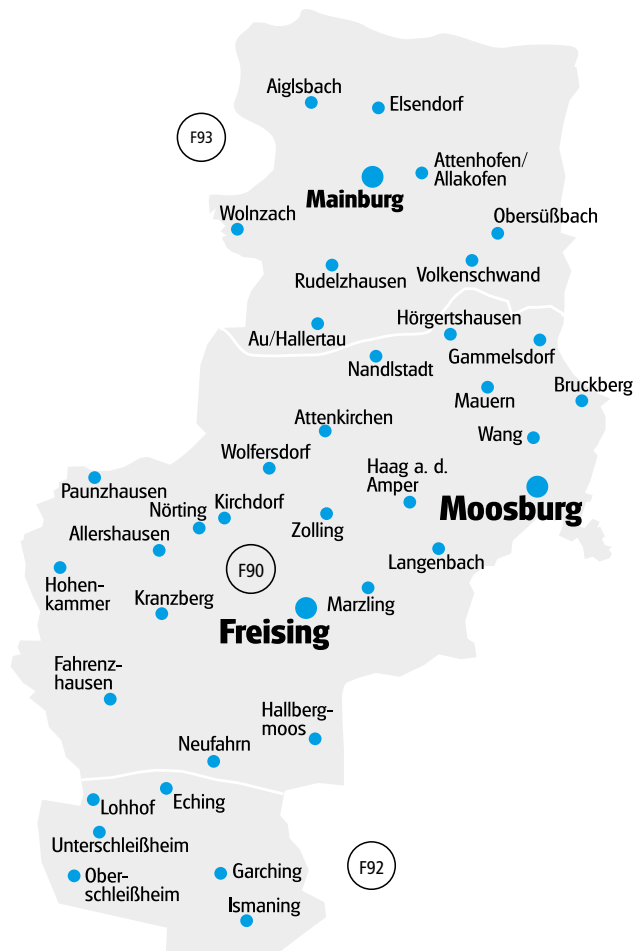 Aiglsbach
Elsendorf
F93
Attenhofen/
Allakofen
Mainburg
Wolnzach
Obersüßbach
Rudelzhausen
Volkenschwand
Au/Hallertau
Hörgertshausen
Nandlstadt
Gammelsdorf
Bruckberg
Mauern
Attenkirchen
Wang
Wolfersdorf
Haag a. d.
Amper
Paunzhausen
Nörting
Kirchdorf
Zolling
Moosburg
Allershausen
Langenbach
F90
Hohen-
kammer
Kranzberg
Marzling
Freising
Fahrenz-
hausen
Hallberg-
moos
Neufahrn
Lohhof
Eching
Unterschleißheim
F92
Ober-
schleißheim
Garching
Ismaning